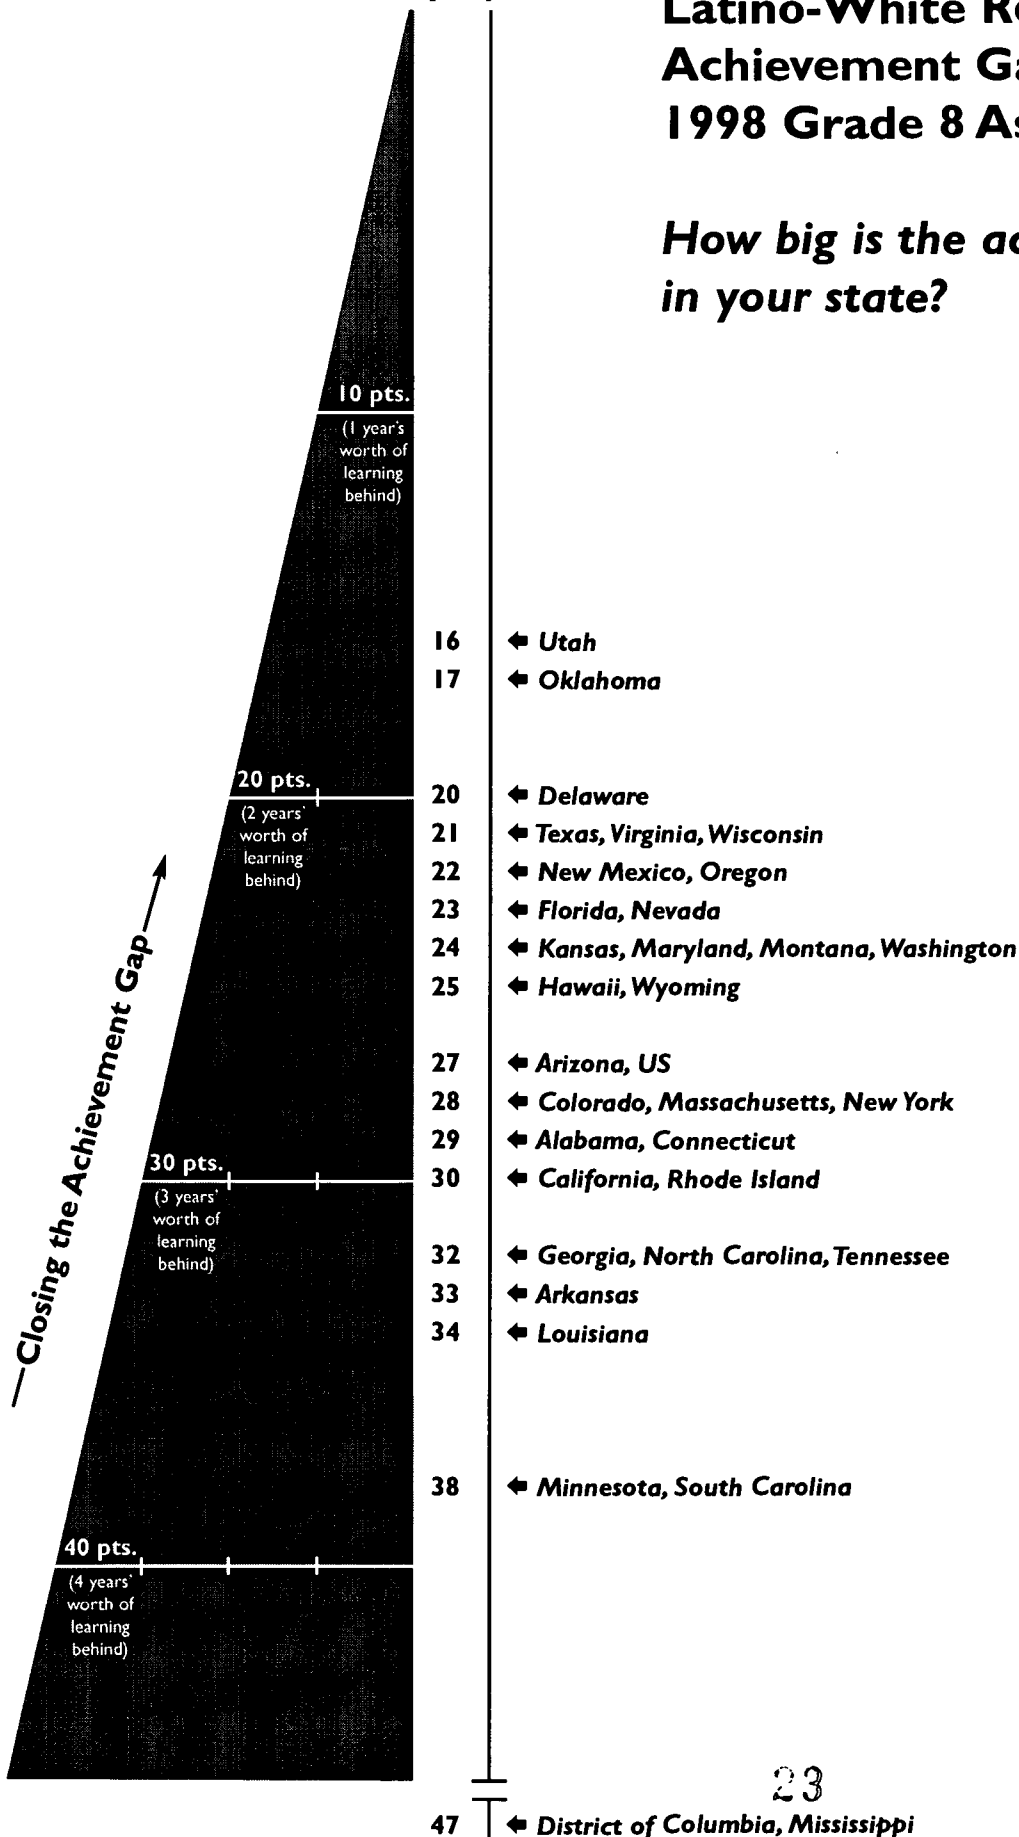 Latino-White
Achievement
1998 Grade 8
How big is the
in your state?
10 pts.
(1 year's
worth of
learning
behind)
16 Utah
17 Oklahoma
20 pts.
(2 years'
worth of
learning
behind)
20 Delaware
21 Texas, Virginia, Wisconsin
22 New Mexico, Oregon
23 Florida, Nevada
24 Kansas, Maryland, Montana, Washington
25 Hawaii, Wyoming
27 Arizona, US
28 Colorado, Massachusetts, New York
29 Alabama, Connecticut
30 pts.
(3 years'
worth of
learning
behind)
30 California, Rhode Island
32 Georgia, North Carolina, Tennessee
33 Arkansas
34 Louisiana
38 Minnesota, South Carolina
40 pts.
(4 years'
worth of
learning
behind)
Closing the Achievement Gap
23
47 District of Columbia, Mississippi